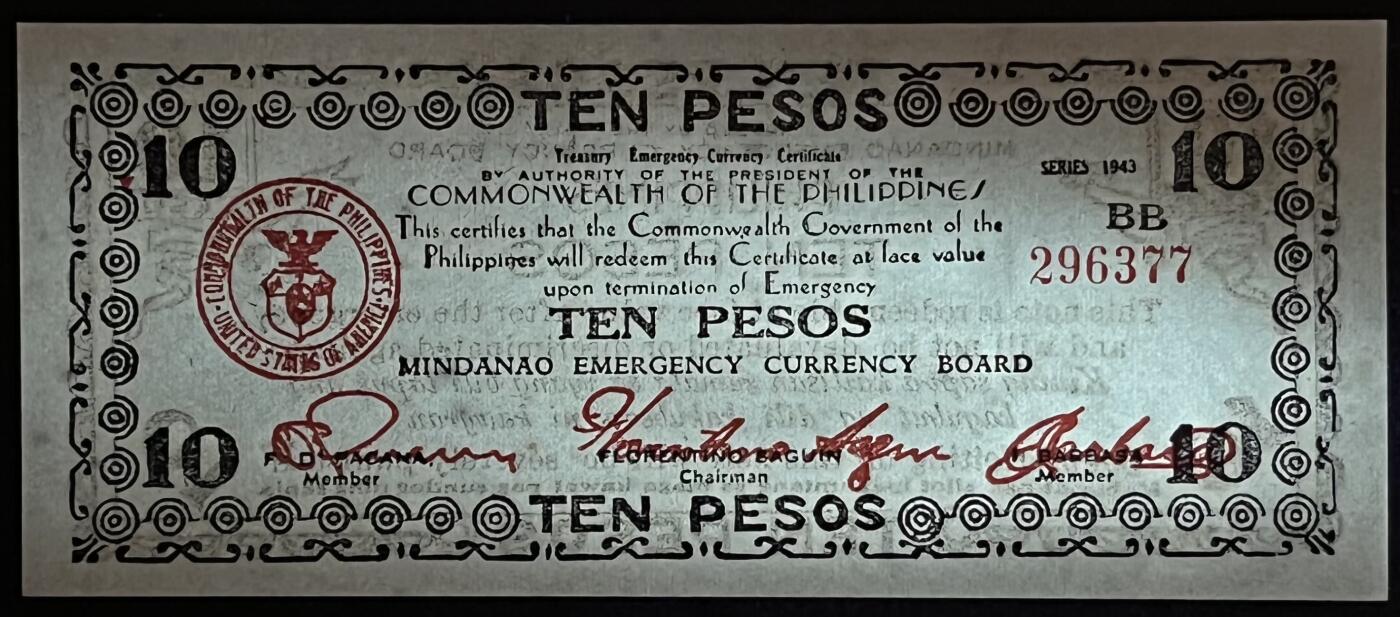 TEN PESOS
10
10
Treasury Emergency Currency Certificate
SERIES 1943
BY AUTHORITY OF THE PRESIDENT OF THE
COMMONWEALTH OF THE PHILIPPINES
BB
COMMONWEALTH OF THE PHILIPPINES
UNITED STATES OF AMERICA
This certifies that the Commonwealth Government of the
296377
Philippines will redeem this Certificate at face value
upon termination of Emergency
TEN PESOS
MINDANAO EMERGENCY CURRENCY BOARD
10
F. D. PACANA,
FLORENTINO SAGUIN
F. BARBASA
10
Member
Chairman
Member
TEN PESOS